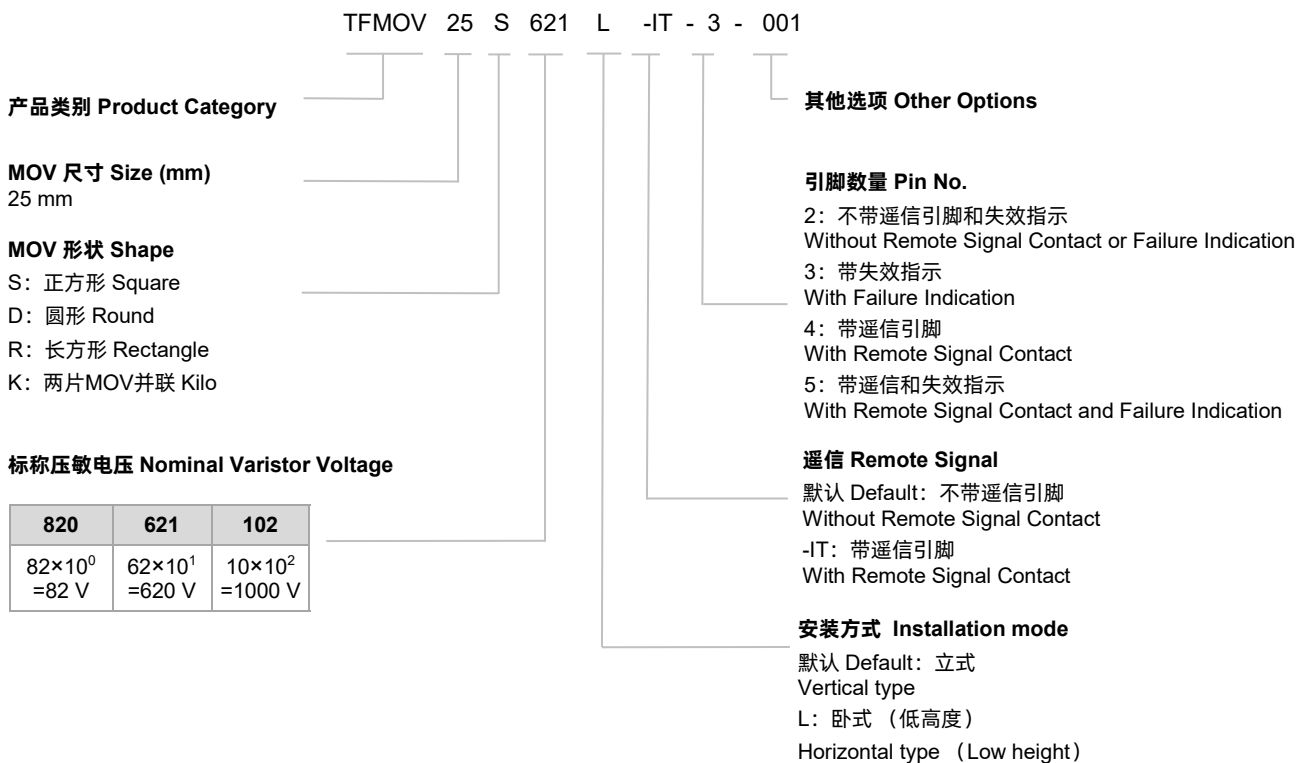 TFMOV 25 S 621 L -IT - 3 - 001
产品类别 Product Category
MOV 尺寸 Size (mm)
25 mm
MOV 形状 Shape
S：正方形 Square
D：圆形 Round
R：长方形 Rectangle
K：两片MOV并联 Kilo
标称压敏电压 Nominal Varistor Voltage
820 621 102
82×10⁰ 62×10¹ 10×10²
=82 V =620 V =1000 V
其他选项 Other Options
引脚数量 Pin No.
2：不带遥信引脚和失效指示
Without Remote Signal Contact or Failure Indication
3：带失效指示
With Failure Indication
4：带遥信引脚
With Remote Signal Contact
5：带遥信和失效指示
With Remote Signal Contact and Failure Indication
遥信 Remote Signal
默认 Default：不带遥信引脚
Without Remote Signal Contact
-IT：带遥信引脚
With Remote Signal Contact
安装方式 Installation mode
默认 Default：立式
Vertical type
L：卧式 （低高度）
Horizontal type （Low height）